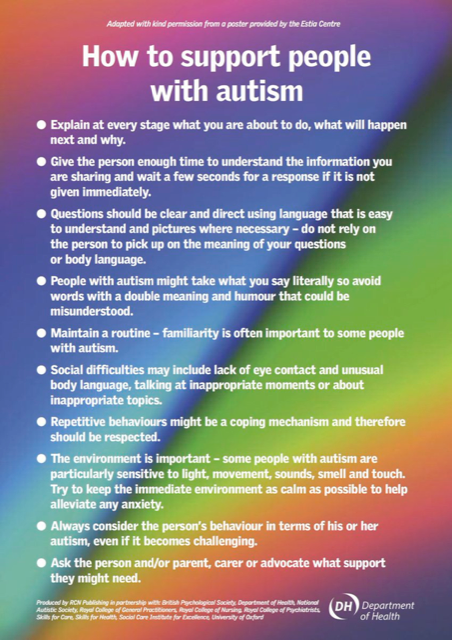 Adapted with kind permission from a poster provided by the Estia Centre
How to support people
with autism
● Explain at every stage what you are about to do, what will happen
next and why.
● Give the person enough time to understand the information you
are sharing and wait a few seconds for a response if it is not
given immediately.
● Questions should be clear and direct using language that is easy
to understand and pictures where necessary – do not rely on
the person to pick up on the meaning of your questions
or body language.
● People with autism might take what you say literally so avoid
words with a double meaning and humour that could be
misunderstood.
● Maintain a routine – familiarity is often important to some people
with autism.
● Social difficulties may include lack of eye contact and unusual
body language, talking at inappropriate moments or about
inappropriate topics.
● Repetitive behaviours might be a coping mechanism and therefore
should be respected.
● The environment is important – some people with autism are
particularly sensitive to light, movement, sounds, smell and touch.
Try to keep the immediate environment as calm as possible to help
alleviate any anxiety.
● Always consider the person's behaviour in terms of his or her
autism, even if it becomes challenging.
● Ask the person and/or parent, carer or advocate what support
they might need.
Produced by RCN Publishing in partnership with: British Psychological Society, Department of Health, National
Autistic Society, Royal College of General Practitioners, Royal College of Nursing, Royal College of Psychiatrists,
Skills for Care, Skills for Health, Social Care Institute for Excellence, University of Oxford
DH Department
of Health